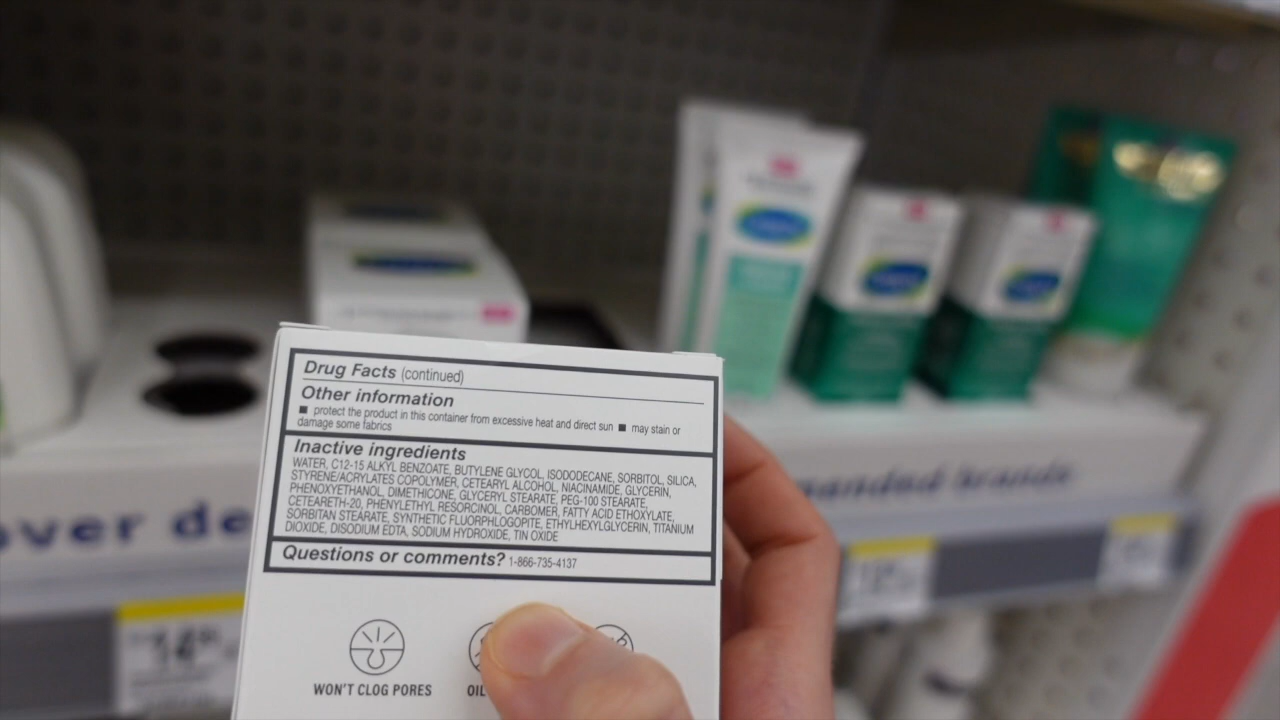 Drug Facts (continued)
Other information
■ protect the product in this container from excessive heat and direct sun ■ may stain or
damage some fabrics
Inactive ingredients
WATER, C12-15 ALKYL BENZOATE, BUTYLENE GLYCOL, ISODODECANE, SORBITOL, SILICA,
STYRENE/ACRYLATES COPOLYMER, CETEARYL ALCOHOL, NIACINAMIDE, GLYCERIN,
PHENOXYETHANOL, DIMETHICONE, GLYCERYL STEARATE, PEG-100 STEARATE,
CETEARETH-20, PHENYLETHYL RESORCINOL, CARBOMER, FATTY ACID ETHOXYLATE,
SORBITAN STEARATE, SYNTHETIC FLUORPHLOGOPITE, ETHYLHEXYLGLYCERIN, TITANIUM
DIOXIDE, DISODIUM EDTA, SODIUM HYDROXIDE, TIN OXIDE
Questions or comments? 1-866-735-4137
WON'T CLOG PORES
OIL
over de
brands
14